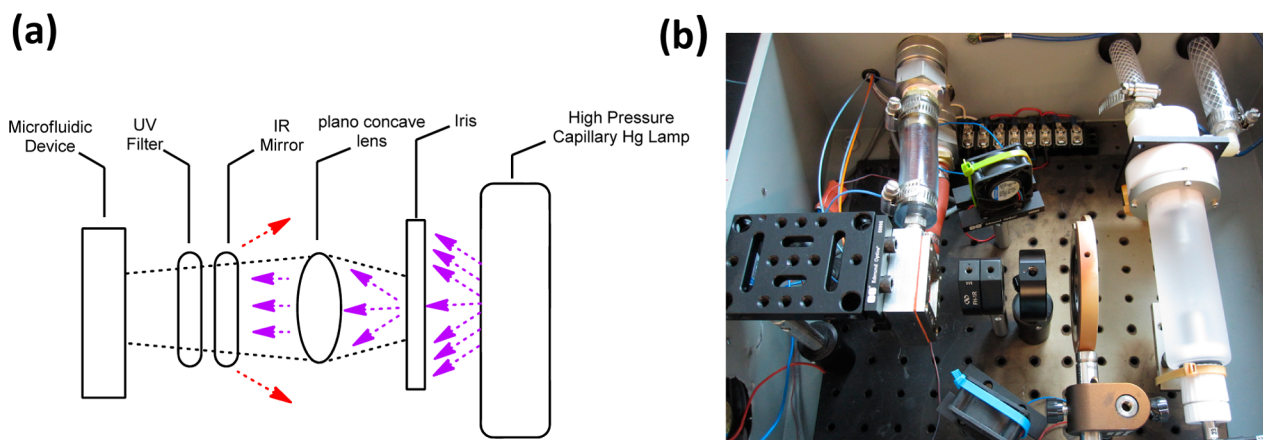 (a)
(b)
Microfluidic
Device
UV
Filter
IR
Mirror
plano concave
lens
Iris
High Pressure
Capillary Hg Lamp